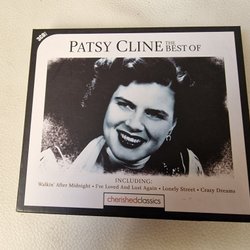 PATSY CLINE THE BEST OF
INCLUDING:
Walkin' After Midnight • I've Loved And Lost Again • Lonely Street • Crazy Dreams
cherishedclassics